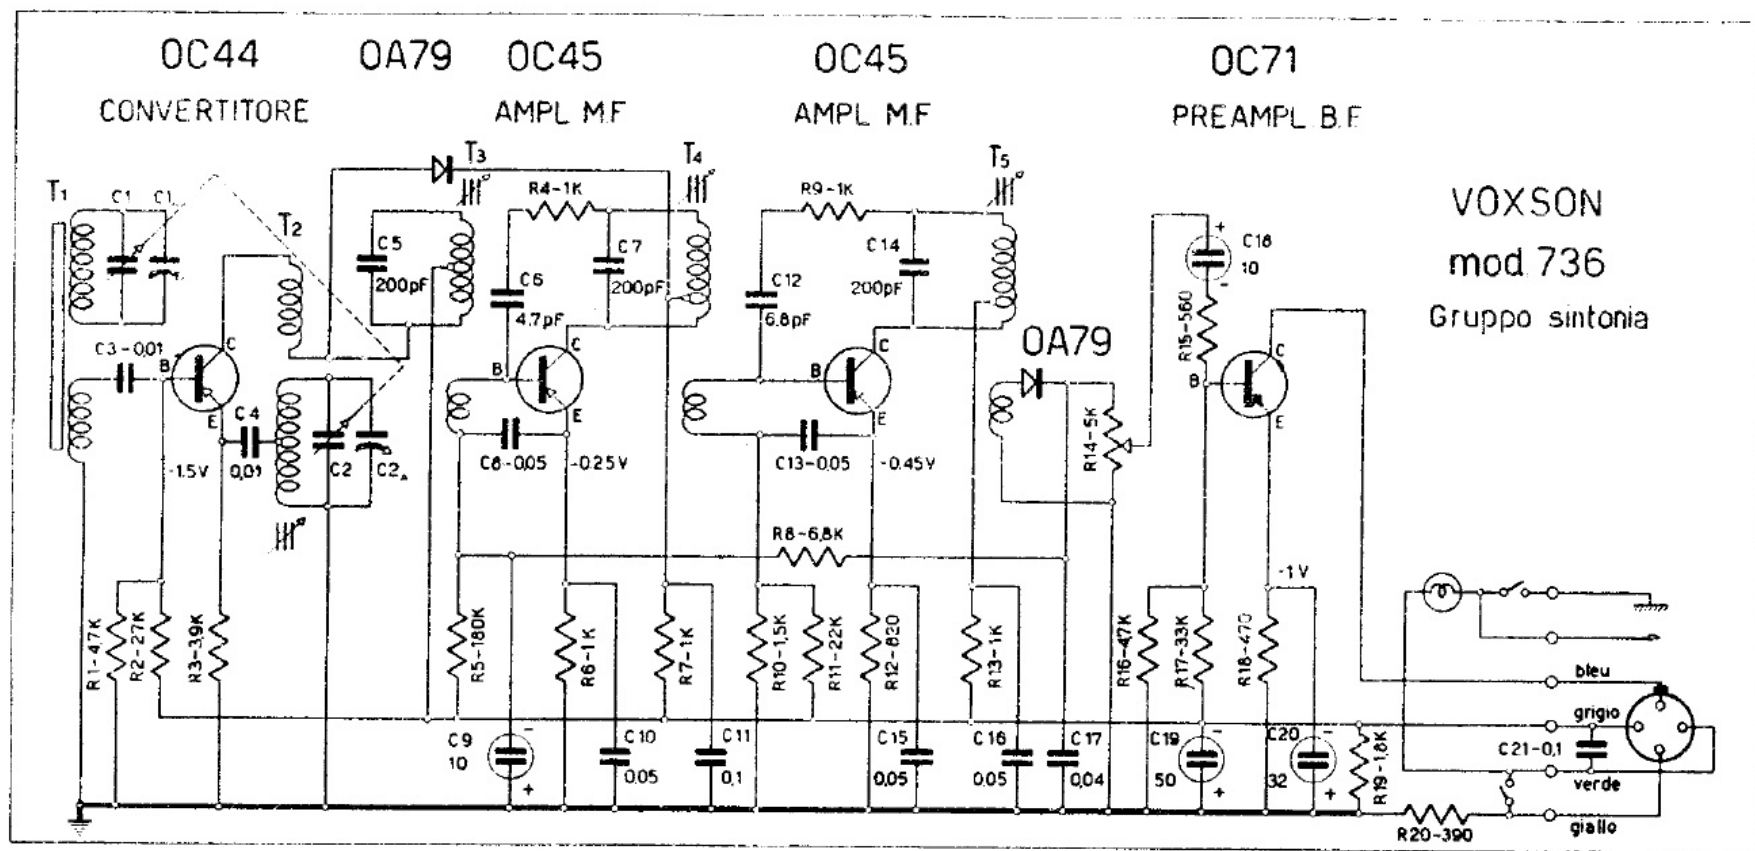 OC44
OA79
OC45
OC45
OC71
CONVERTITORE
AMPL M.F
AMPL M.F
PREAMPL. B.F
VOXSON
mod. 736
Gruppo sintonia
T1
C1
T2
T3
T4
T5
C5
200pF
R4-1K
C6
4.7pF
C7
200pF
R9-1K
C12
6.8pF
C14
200pF
OA79
C18
10
R15-560
C3-0,01
B
C
E
C4
0,01
-1.5V
C2
C2A
B
C
E
C8-0,05
-0.25V
B
C
E
C13-0,05
-0.45V
R14-5K
B
C
E
R8-6,8K
-1V
R1-4,7K
R2-27K
R3-3,9K
R5-180K
R6-1K
R7-1K
R10-1,5K
R11-22K
R12-820
R13-1K
R16-4,7K
R17-33K
R18-470
C9
10
C10
0.05
C11
0,1
C15
0,05
C16
0.05
C17
0,04
C19
50
C20
32
R19-1,8K
R20-390
C21-0,1
bleu
grigio
verde
giallo